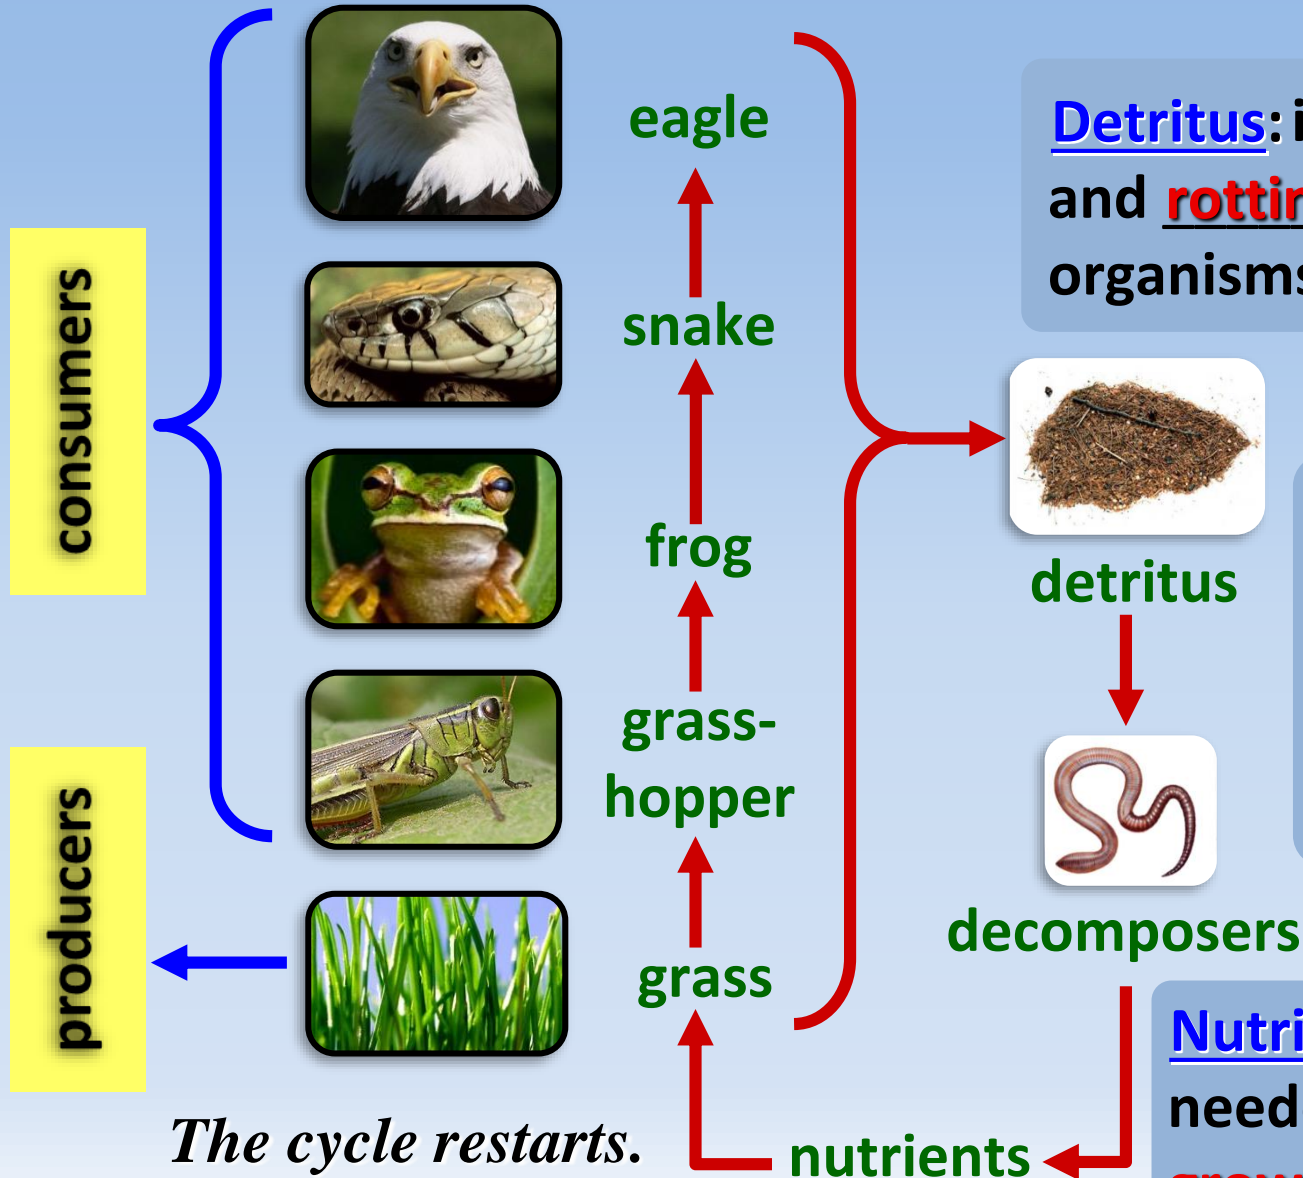 eagle
snake
frog
grass-
hopper
grass
consumers
producers
Detritus:
and
organisms
detritus
decomposers
need
nutrients
The cycle restarts.